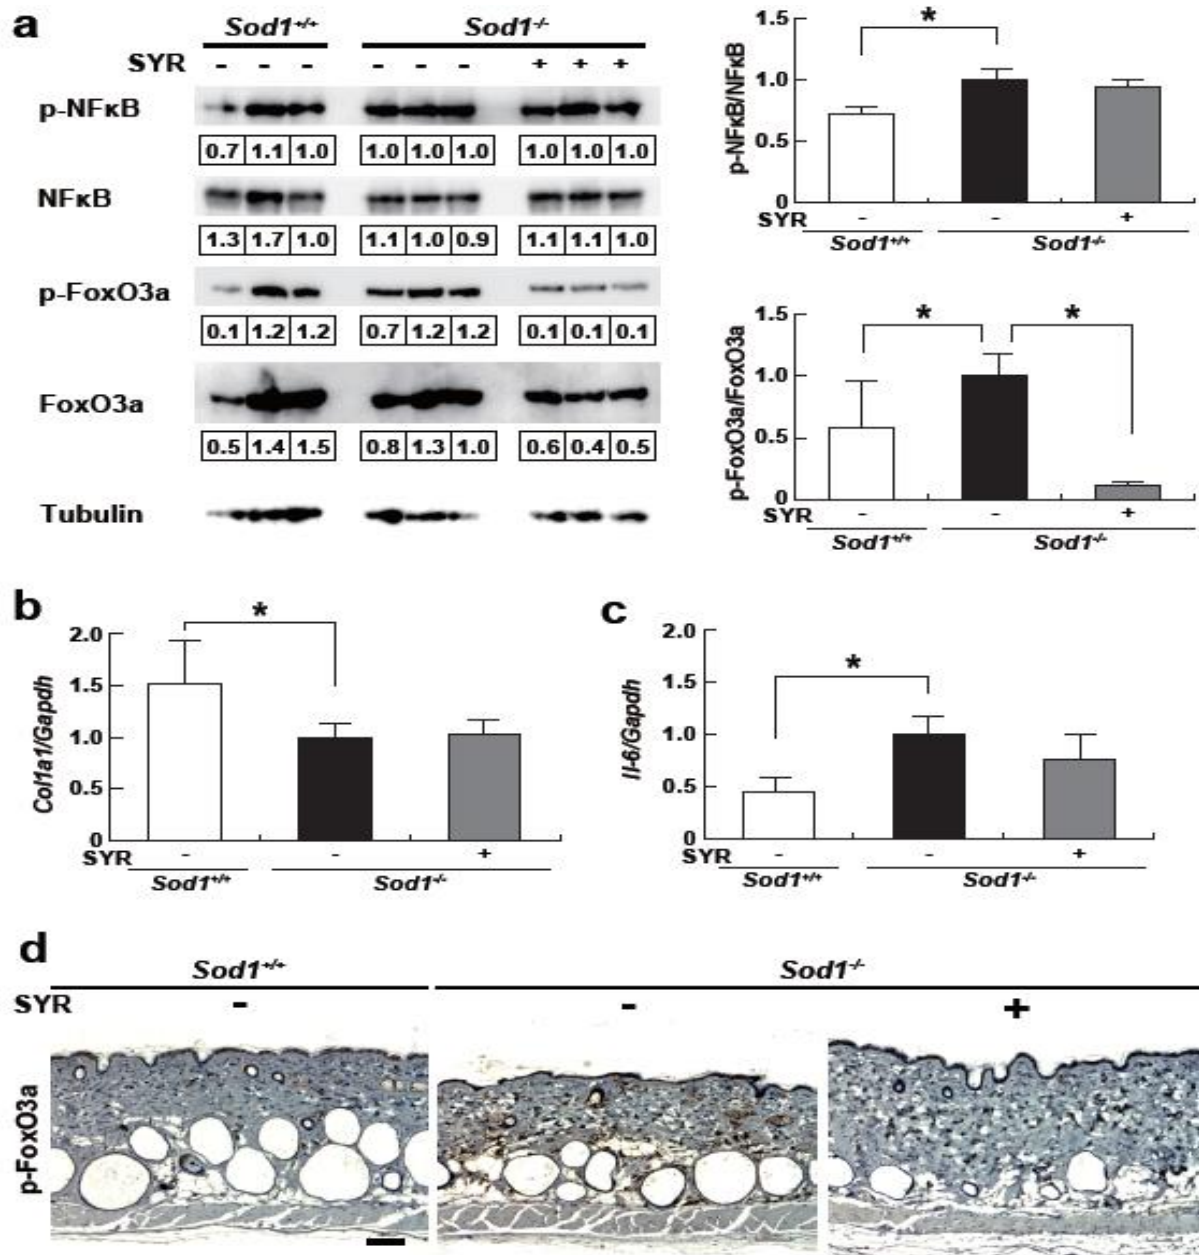 a
Sod1+/+ Sod1-/-
SYR - - - - - - + + +
p-NFκB
0.7 1.1 1.0 1.0 1.0 1.0 1.0 1.0 1.0
NFκB
1.3 1.7 1.0 1.1 1.0 0.9 1.1 1.1 1.0
p-FoxO3a
0.1 1.2 1.2 0.7 1.2 1.2 0.1 0.1 0.1
FoxO3a
0.5 1.4 1.5 0.8 1.3 1.0 0.6 0.4 0.5
Tubulin
p-NFκB/NFκB
1.5
1.0
0.5
0
*
SYR - - +
Sod1+/+ Sod1-/-
p-FoxO3a/FoxO3a
1.5
1.0
0.5
0
* *
SYR - - +
Sod1+/+ Sod1-/-
b
Col1a1/Gapdh
2.0
1.5
1.0
0.5
0
*
SYR - - +
Sod1+/+ Sod1-/-
c
Il-6/Gapdh
2.0
1.5
1.0
0.5
0
*
SYR - - +
Sod1+/+ Sod1-/-
d
Sod1+/+ Sod1-/-
SYR - - +
p-FoxO3a